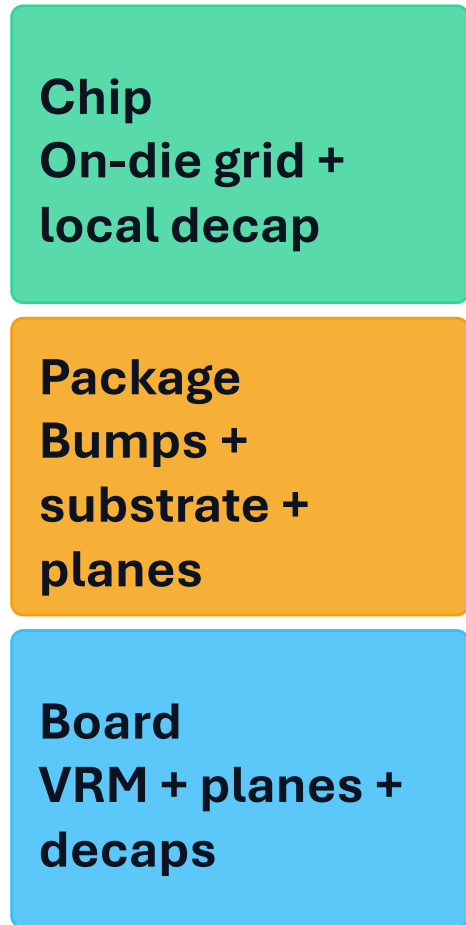 Chip
On-die grid +
local decap
Package
Bumps +
substrate +
planes
Board
VRM + planes +
decaps